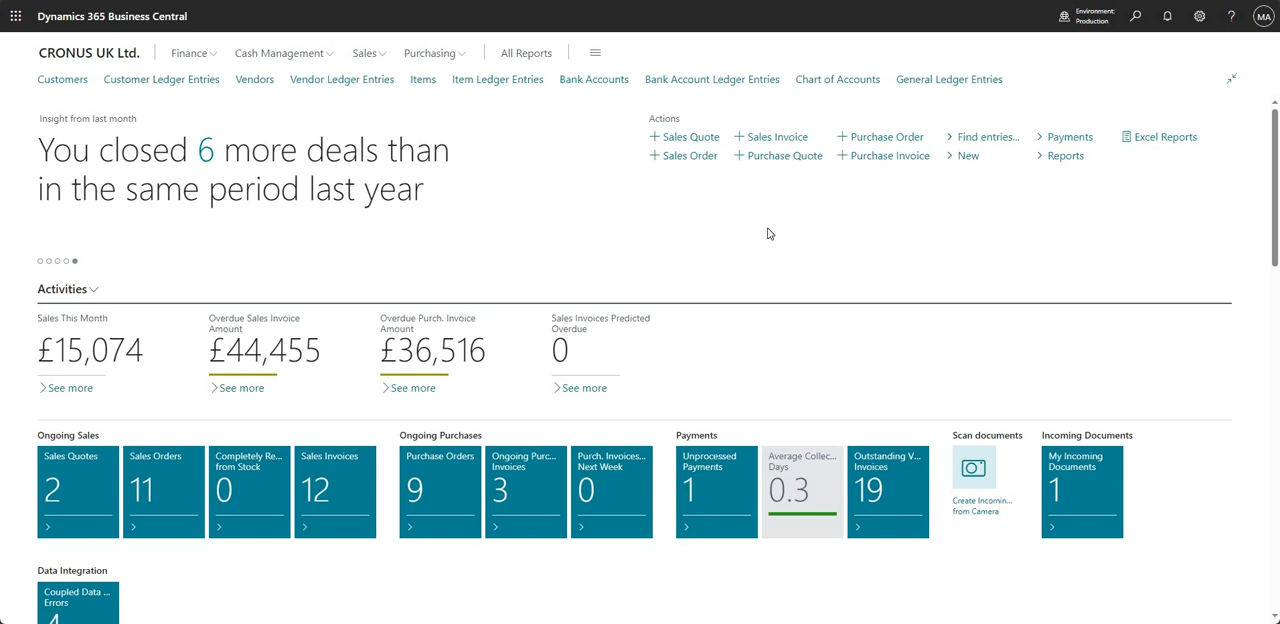 Dynamics 365 Business Central
Environment:
Production
MA
CRONUS UK Ltd.
Finance
Cash Management
Sales
Purchasing
All Reports
Customers
Customer Ledger Entries
Vendors
Vendor Ledger Entries
Items
Item Ledger Entries
Bank Accounts
Bank Account Ledger Entries
Chart of Accounts
General Ledger Entries
Insight from last month
You closed 6 more deals than
in the same period last year
Actions
+ Sales Quote
+ Sales Invoice
+ Purchase Order
> Find entries...
> Payments
Excel Reports
+ Sales Order
+ Purchase Quote
+ Purchase Invoice
> New
> Reports
Activities
Sales This Month
£15,074
> See more
Overdue Sales Invoice
Amount
£44,455
> See more
Overdue Purch. Invoice
Amount
£36,516
> See more
Sales Invoices Predicted
Overdue
0
> See more
Ongoing Sales
Sales Quotes
2
Sales Orders
11
Completely Re...
from Stock
0
Sales Invoices
12
Ongoing Purchases
Purchase Orders
9
Ongoing Purc...
Invoices
3
Purch. Invoices...
Next Week
0
Payments
Unprocessed
Payments
1
Average Collec...
Days
0.3
Outstanding V...
Invoices
19
Scan documents
Create Incomin...
from Camera
Incoming Documents
My Incoming
Documents
1
Data Integration
Coupled Data ...
Errors
4